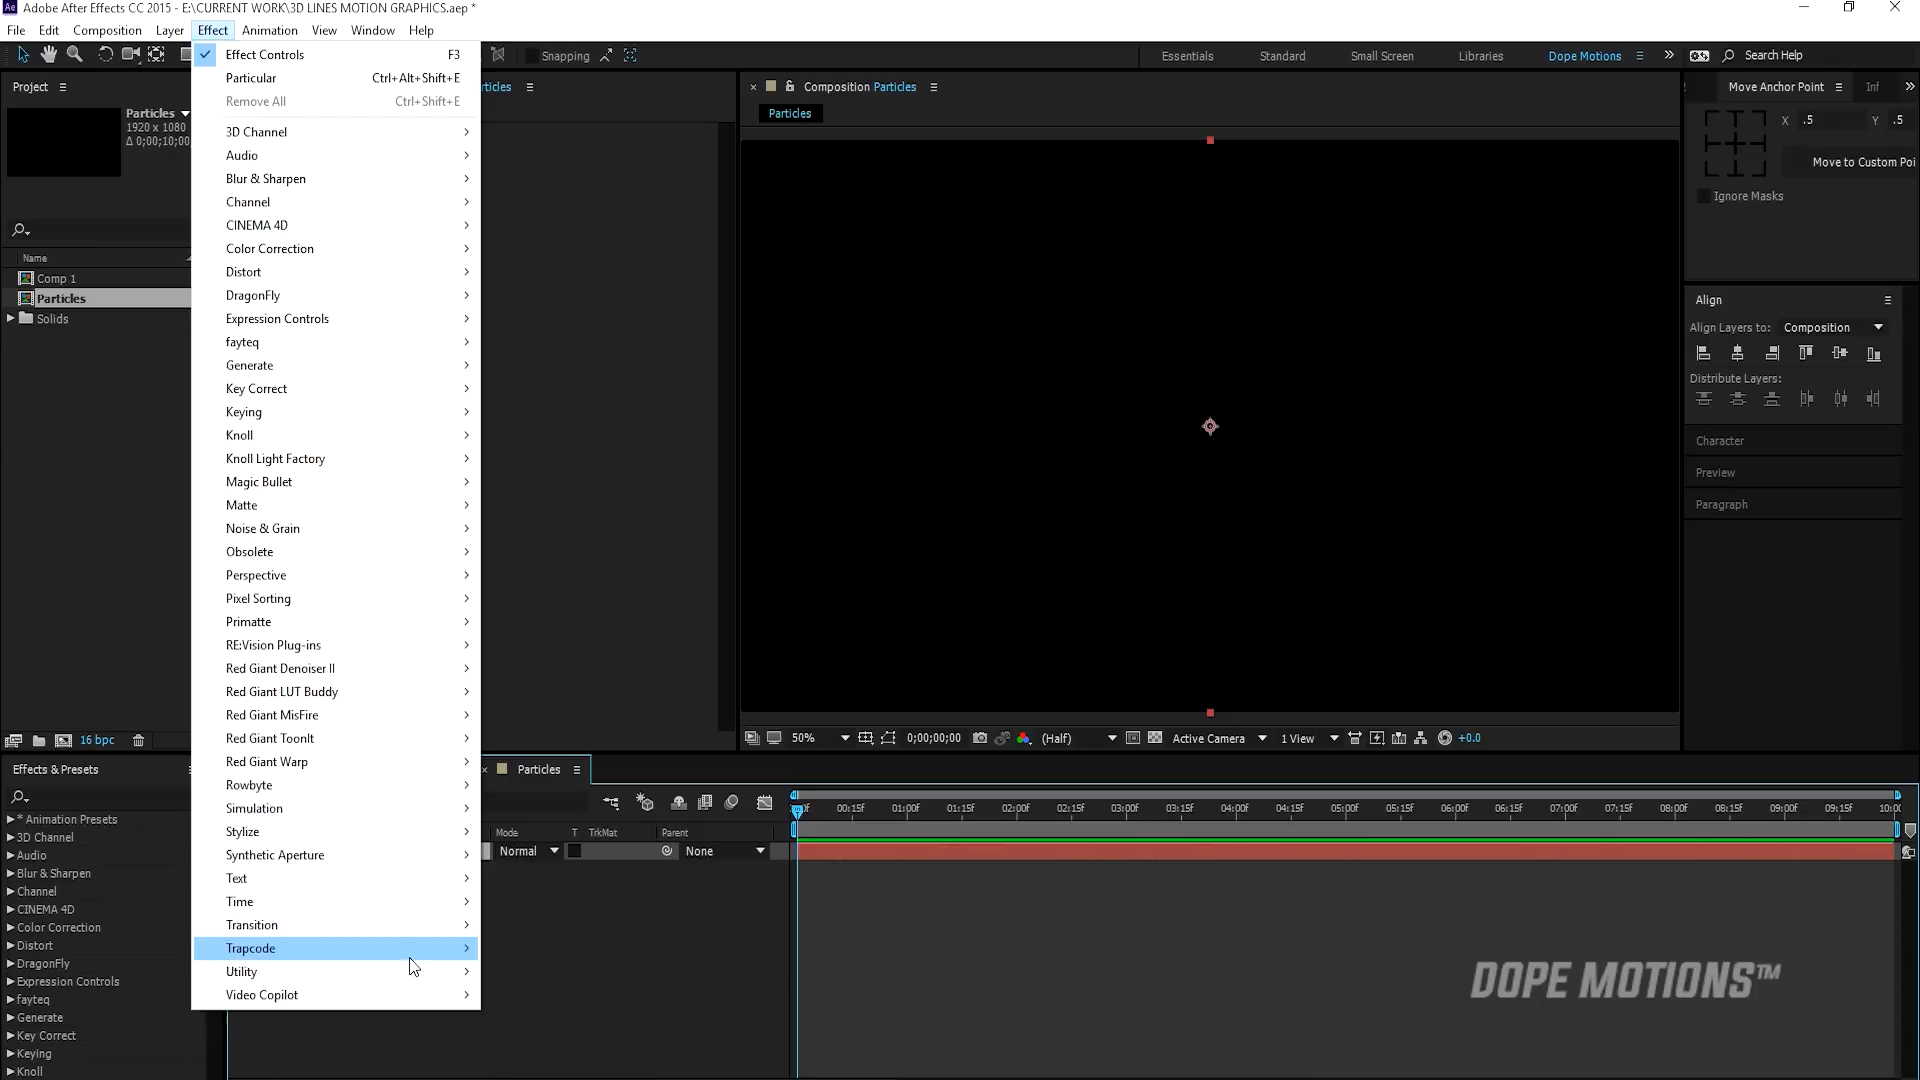 Adobe After Effects CC 2015 - E:\CURRENT WORK\3D LINES MOTION GRAPHICS.aep *
File Edit Composition Layer Effect Animation View Window Help
Snapping
Essentials Standard Small Screen Libraries Dope Motions Search Help
Project
Particles
1920 x 1080
Δ 0;00;10;00
Name
Comp 1
Particles
Solids
16 bpc
Effect Controls F3
Particular Ctrl+Alt+Shift+E
Remove All Ctrl+Shift+E
3D Channel
Audio
Blur & Sharpen
Channel
CINEMA 4D
Color Correction
Distort
DragonFly
Expression Controls
fayteq
Generate
Key Correct
Keying
Knoll
Knoll Light Factory
Magic Bullet
Matte
Noise & Grain
Obsolete
Perspective
Pixel Sorting
Primatte
RE:Vision Plug-ins
Red Giant Denoiser II
Red Giant LUT Buddy
Red Giant MisFire
Red Giant ToonIt
Red Giant Warp
Rowbyte
Simulation
Stylize
Synthetic Aperture
Text
Time
Transition
Trapcode
Utility
Video Copilot
rticles
Composition Particles
Particles
50% 0;00;00;00 (Half) Active Camera 1 View +0.0
Move Anchor Point Inf
X .5 Y .5
Move to Custom Poi
Ignore Masks
Align
Align Layers to: Composition
Distribute Layers:
Character
Preview
Paragraph
Effects & Presets
* Animation Presets
3D Channel
Audio
Blur & Sharpen
Channel
CINEMA 4D
Color Correction
Distort
DragonFly
Expression Controls
fayteq
Generate
Key Correct
Keying
Knoll
Particles
Mode T TrkMat Parent
Normal None
00:15f 01:00f 01:15f 02:00f 02:15f 03:00f 03:15f 04:00f 04:15f 05:00f 05:15f 06:00f 06:15f 07:00f 07:15f 08:00f 08:15f 09:00f 09:15f 10:00
DOPE MOTIONS™